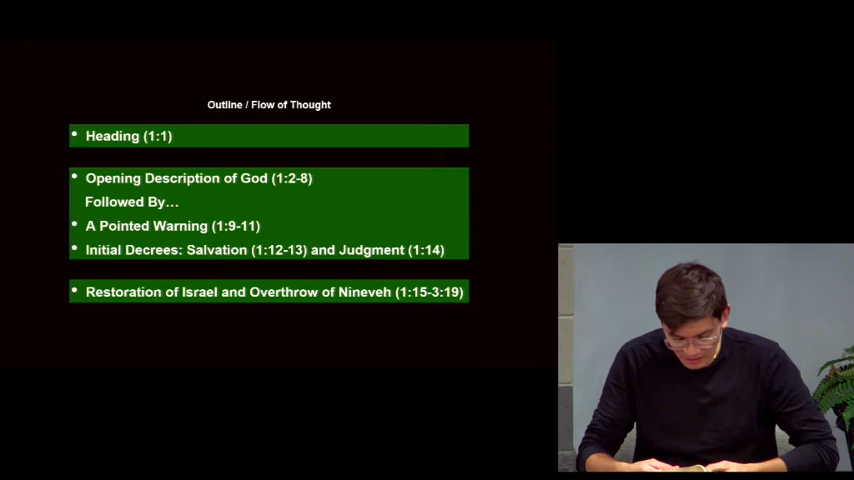 Outline / Flow of Thought
• Heading (1:1)
• Opening Description of God (1:2-8)
Followed By…
• A Pointed Warning (1:9-11)
• Initial Decrees: Salvation (1:12-13) and Judgment (1:14)
• Restoration of Israel and Overthrow of Nineveh (1:15-3:19)